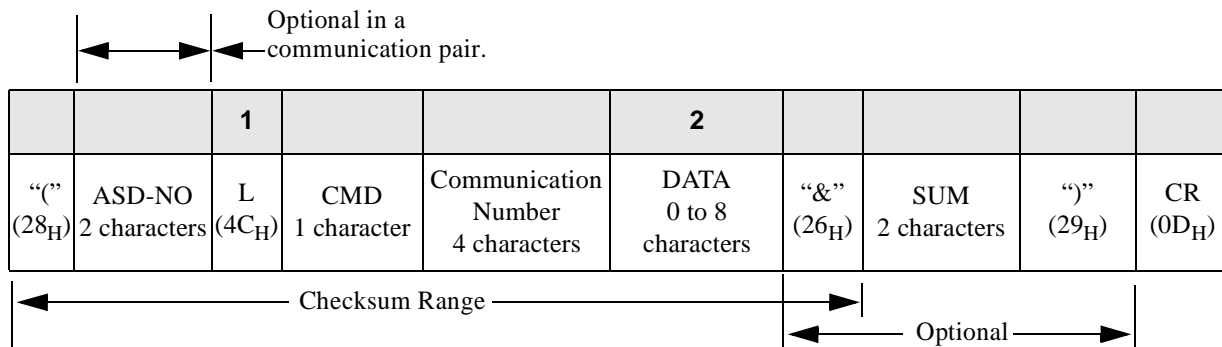 Optional in a
communication pair.
1
2
“(”
(28H)
ASD-NO
2 characters
L
(4CH)
CMD
1 character
Communication
Number
4 characters
DATA
0 to 8
characters
“&”
(26H)
SUM
2 characters
“)”
(29H)
CR
(0DH)
Checksum Range
Optional